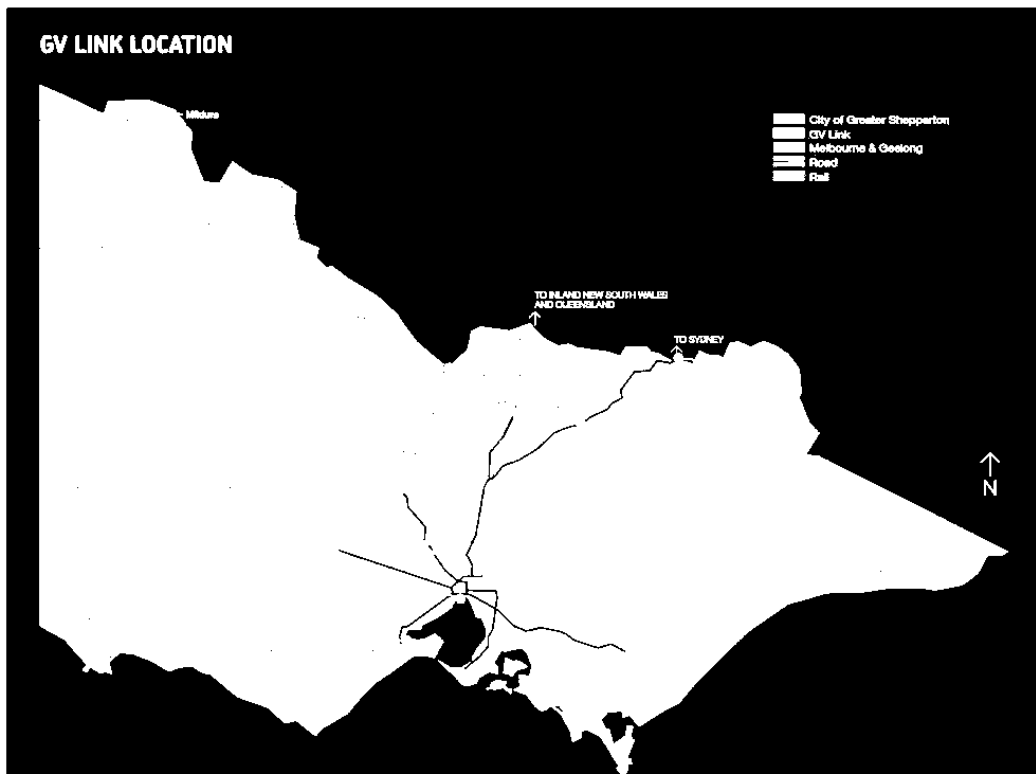 GV LINK LOCATION
Mildura
City of Greater Shepparton
GV Link
Melbourne & Geelong
Road
Rail
TO INLAND NEW SOUTH WALES
AND QUEENSLAND
TO SYDNEY
N